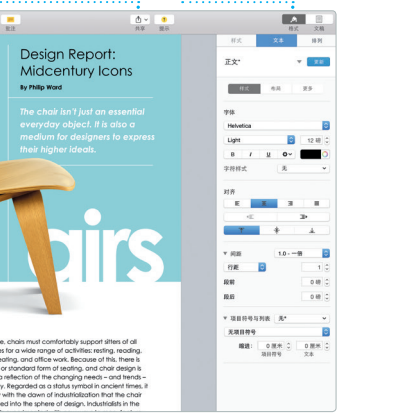 批注
共享
提示
格式
文稿
Design Report:
Midcentury Icons
By Philip Ward
The chair isn't just an essential
everyday object. It is also a
medium for designers to express
their higher ideals.
airs
e, chairs must comfortably support sitters of all
es for a wide range of activities: resting, reading,
eating, and office work. Because of this, there is
or standard form of seating, and chair design is
a reflection of the changing needs – and trends –
y. Regarded as a status symbol in ancient times, it
with the dawn of industrialization that the chair
ed into the sphere of design. Industrialists in the
样式 文本 排列
正文* 更新
样式 布局 更多
字体
Helvetica
Light 12 磅
B I U
字符样式 无
对齐
间距 1.0 - 一倍
行距 1
段前 0 磅
段后 0 磅
项目符号与列表 无*
无项目符号
缩进: 0 厘米 0 厘米
项目符号 文本